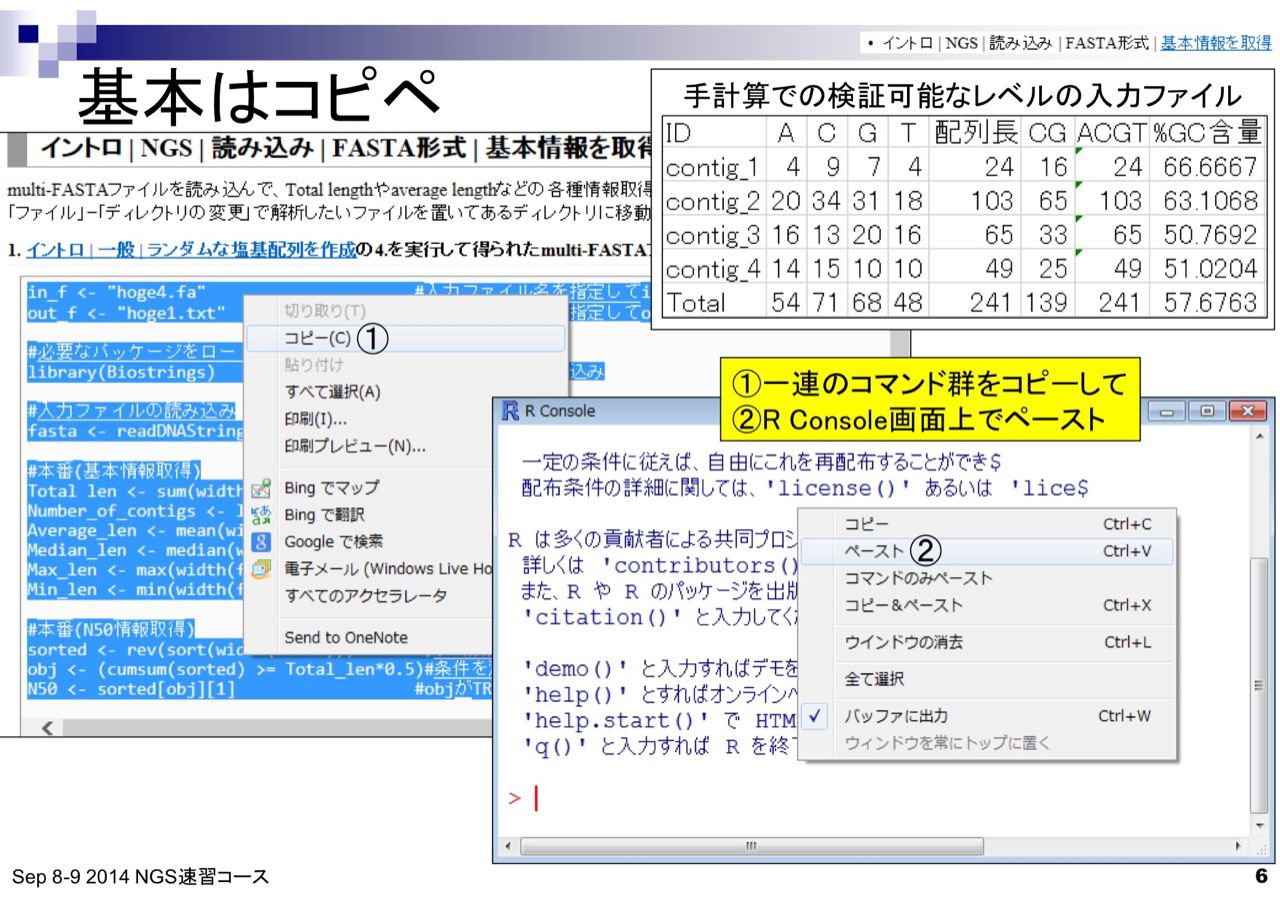 • イントロ | NGS | 読み込み | FASTA形式 | 基本情報を取得
基本はコピペ
イントロ | NGS | 読み込み | FASTA形式 | 基本情報を取得
multi-FASTAファイルを読み込んで、Total lengthやaverage lengthなどの各種情報取得
「ファイル」−「ディレクトリの変更」で解析したいファイルを置いてあるディレクトリに移動
1. イントロ | 一般 | ランダムな塩基配列を作成の4.を実行して得られたmulti-FASTA
in_f <- "hoge4.fa" #入力ファイル名を指定してi
out_f <- "hoge1.txt" 指定してo
#必要なパッケージをロー
library(Biostrings) 込み
#入力ファイルの読み込み
fasta <- readDNAString
#本番(基本情報取得)
Total_len <- sum(width
Number_of_contigs <- l
Average_len <- mean(wi
Median_len <- median(w
Max_len <- max(width(f
Min_len <- min(width(f
#本番(N50情報取得)
sorted <- rev(sort(wid
obj <- (cumsum(sorted) >= Total_len*0.5)#条件を
N50 <- sorted[obj][1] #objがTR
切り取り(T)
コピー(C) ①
貼り付け
すべて選択(A)
印刷(I)...
印刷プレビュー(N)...
Bing でマップ
Bing で翻訳
Google で検索
電子メール (Windows Live Ho
すべてのアクセラレータ
Send to OneNote
手計算での検証可能なレベルの入力ファイル
ID A C G T 配列長 CG ACGT %GC含量
contig_1 4 9 7 4 24 16 24 66.6667
contig_2 20 34 31 18 103 65 103 63.1068
contig_3 16 13 20 16 65 33 65 50.7692
contig_4 14 15 10 10 49 25 49 51.0204
Total 54 71 68 48 241 139 241 57.6763
①一連のコマンド群をコピーして
②R Console画面上でペースト
R Console
一定の条件に従えば、自由にこれを再配布することができ$
配布条件の詳細に関しては、'license()' あるいは 'lice$
R は多くの貢献者による共同プロジ
詳しくは 'contributors()
また、R や R のパッケージを出版
'citation()' と入力してく
'demo()' と入力すればデモを
'help()' とすればオンラインヘ
'help.start()' で HTM
'q()' と入力すれば R を終了
>
コピー Ctrl+C
ペースト ② Ctrl+V
コマンドのみペースト
コピー&ペースト Ctrl+X
ウインドウの消去 Ctrl+L
全て選択
バッファに出力 Ctrl+W
ウィンドウを常にトップに置く
Sep 8-9 2014 NGS速習コース
6